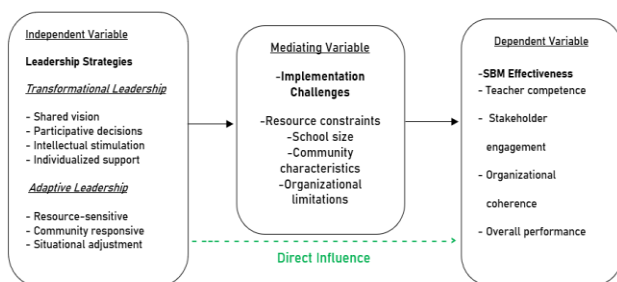 Independent Variable
Leadership Strategies
Transformational Leadership
- Shared vision
- Participative decisions
- Intellectual stimulation
- Individualized support
Adaptive Leadership
- Resource-sensitive
- Community responsive
- Situational adjustment
Mediating Variable
-Implementation
Challenges
-Resource constraints
-School size
-Community
characteristics
-Organizational
limitations
Dependent Variable
-SBM Effectiveness
- Teacher competence
- Stakeholder
engagement
- Organizational
coherence
- Overall performance
Direct Influence